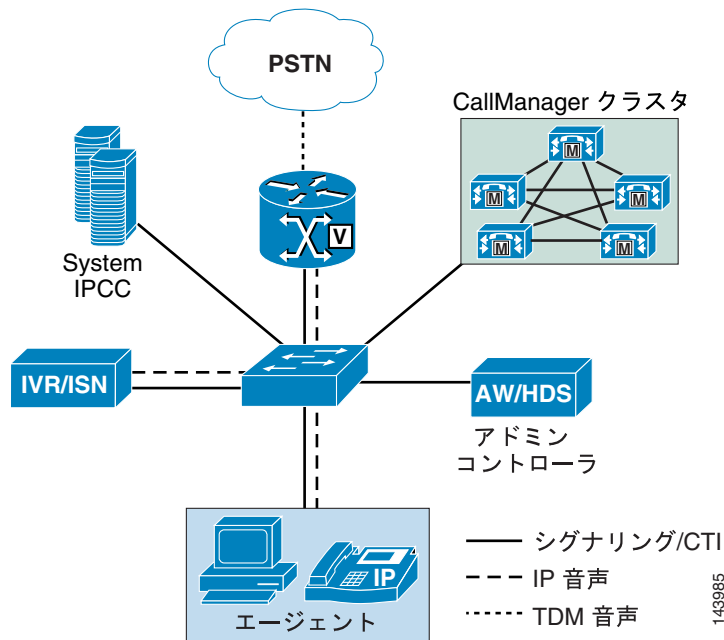 PSTN
CallManager クラスタ
M
M
M
M
M
V
System
IPCC
IVR/ISN
AW/HDS
アドミン
コントローラ
IP
エージェント
シグナリング/CTI
IP 音声
TDM 音声
143985